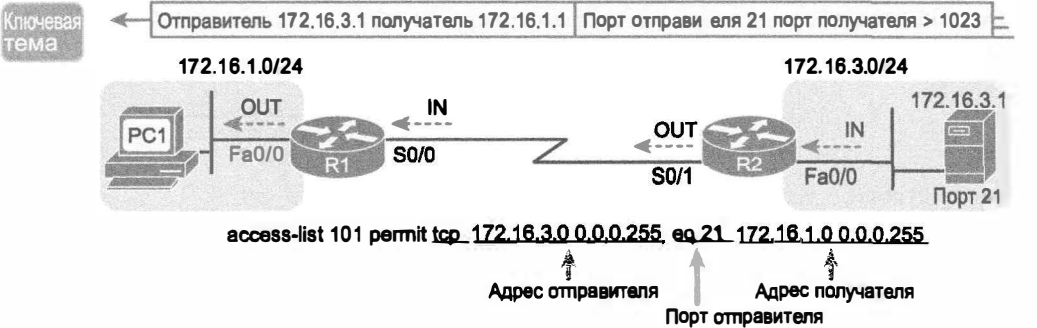 Ключевая
тема
Отправитель 172.16.3.1 получатель 172.16.1.1
Порт отправи еля 21 порт получателя > 1023
172.16.1.0/24
172.16.3.0/24
172.16.3.1
OUT
IN
OUT
IN
PC1
Fa0/0
R1
S0/0
S0/1
R2
Fa0/0
Порт 21
access-list 101 permit tcp 172.16.3.0 0.0.0.255 eq 21 172.16.1.0 0.0.0.255
Адрес отправителя
Адрес получателя
Порт отправителя